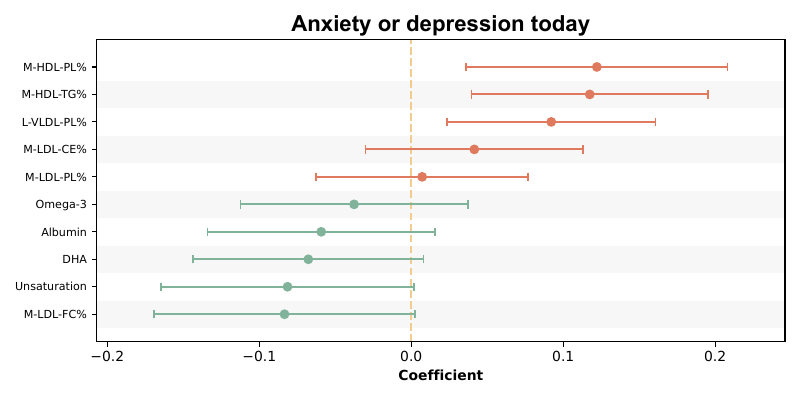 Anxiety or depression today
M-HDL-PL%
M-HDL-TG%
L-VLDL-PL%
M-LDL-CE%
M-LDL-PL%
Omega-3
Albumin
DHA
Unsaturation
M-LDL-FC%
−0.2 −0.1 0.0 0.1 0.2
Coefficient